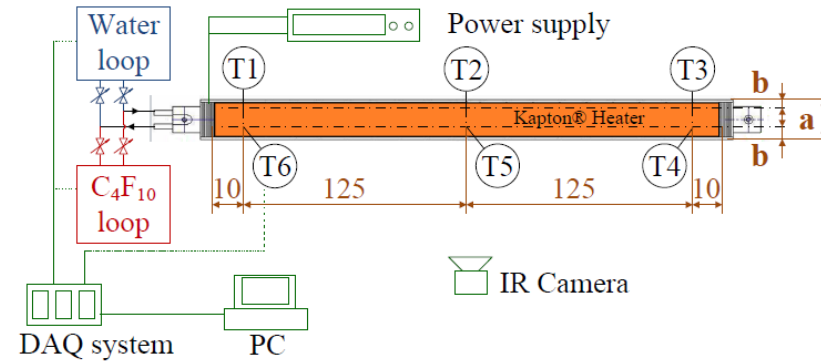 Water
loop
Power supply
T1
T2
T3
b
Kapton® Heater
a
T6
T5
T4
b
C₄F₁₀
loop
10
125
125
10
IR Camera
DAQ system
PC